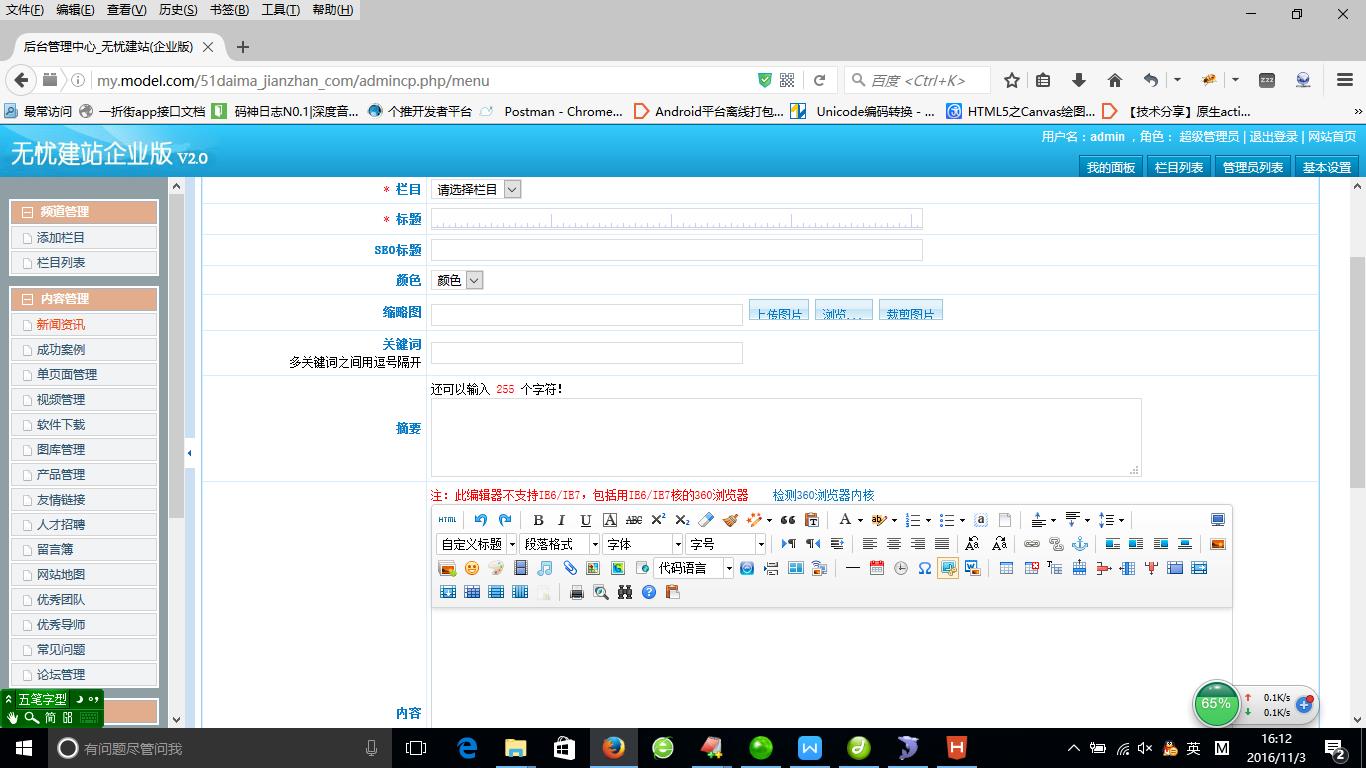 文件(F) 编辑(E) 查看(V) 历史(S) 书签(B) 工具(T) 帮助(H)
后台管理中心_无忧建站(企业版)
my.model.com/51daima_jianzhan_com/admincp.php/menu
百度 <Ctrl+K>
最常访问 一折街app接口文档 码神日志N0.1|深度音... 个推开发者平台 Postman - Chrome... Android平台离线打包... Unicode编码转换 - ... HTML5之Canvas绘图... 【技术分享】原生acti...
用户名：admin ，角色： 超级管理员 | 退出登录 | 网站首页
无忧建站企业版 V2.0
我的面板 栏目列表 管理员列表 基本设置
频道管理
添加栏目
栏目列表
内容管理
新闻资讯
成功案例
单页面管理
视频管理
软件下载
图库管理
产品管理
友情链接
人才招聘
留言簿
网站地图
优秀团队
优秀导师
常见问题
论坛管理
* 栏目 请选择栏目
* 标题
SEO标题
颜色 颜色
缩略图 上传图片 浏览... 裁剪图片
关键词
多关键词之间用逗号隔开
还可以输入 255 个字符！
摘要
注：此编辑器不支持IE6/IE7，包括用IE6/IE7核的360浏览器 检测360浏览器内核
HTML
自定义标题 段落格式 字体 字号
代码语言
内容
五笔字型
简
65%
0.1K/s
0.1K/s
有问题尽管问我
英 M
16:12
2016/11/3
2